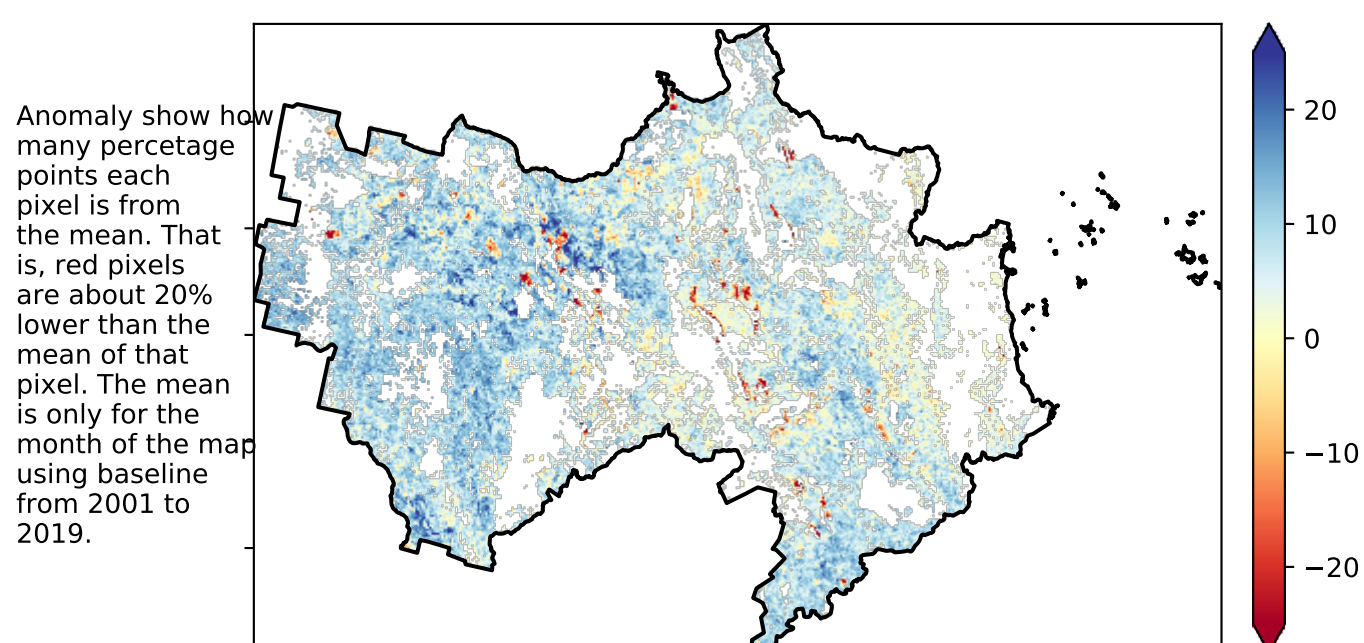 Anomaly show how
many percetage
points each
pixel is from
the mean. That
is, red pixels
are about 20%
lower than the
mean of that
pixel. The mean
is only for the
month of the map
using baseline
from 2001 to
2019.
20
10
0
−10
−20